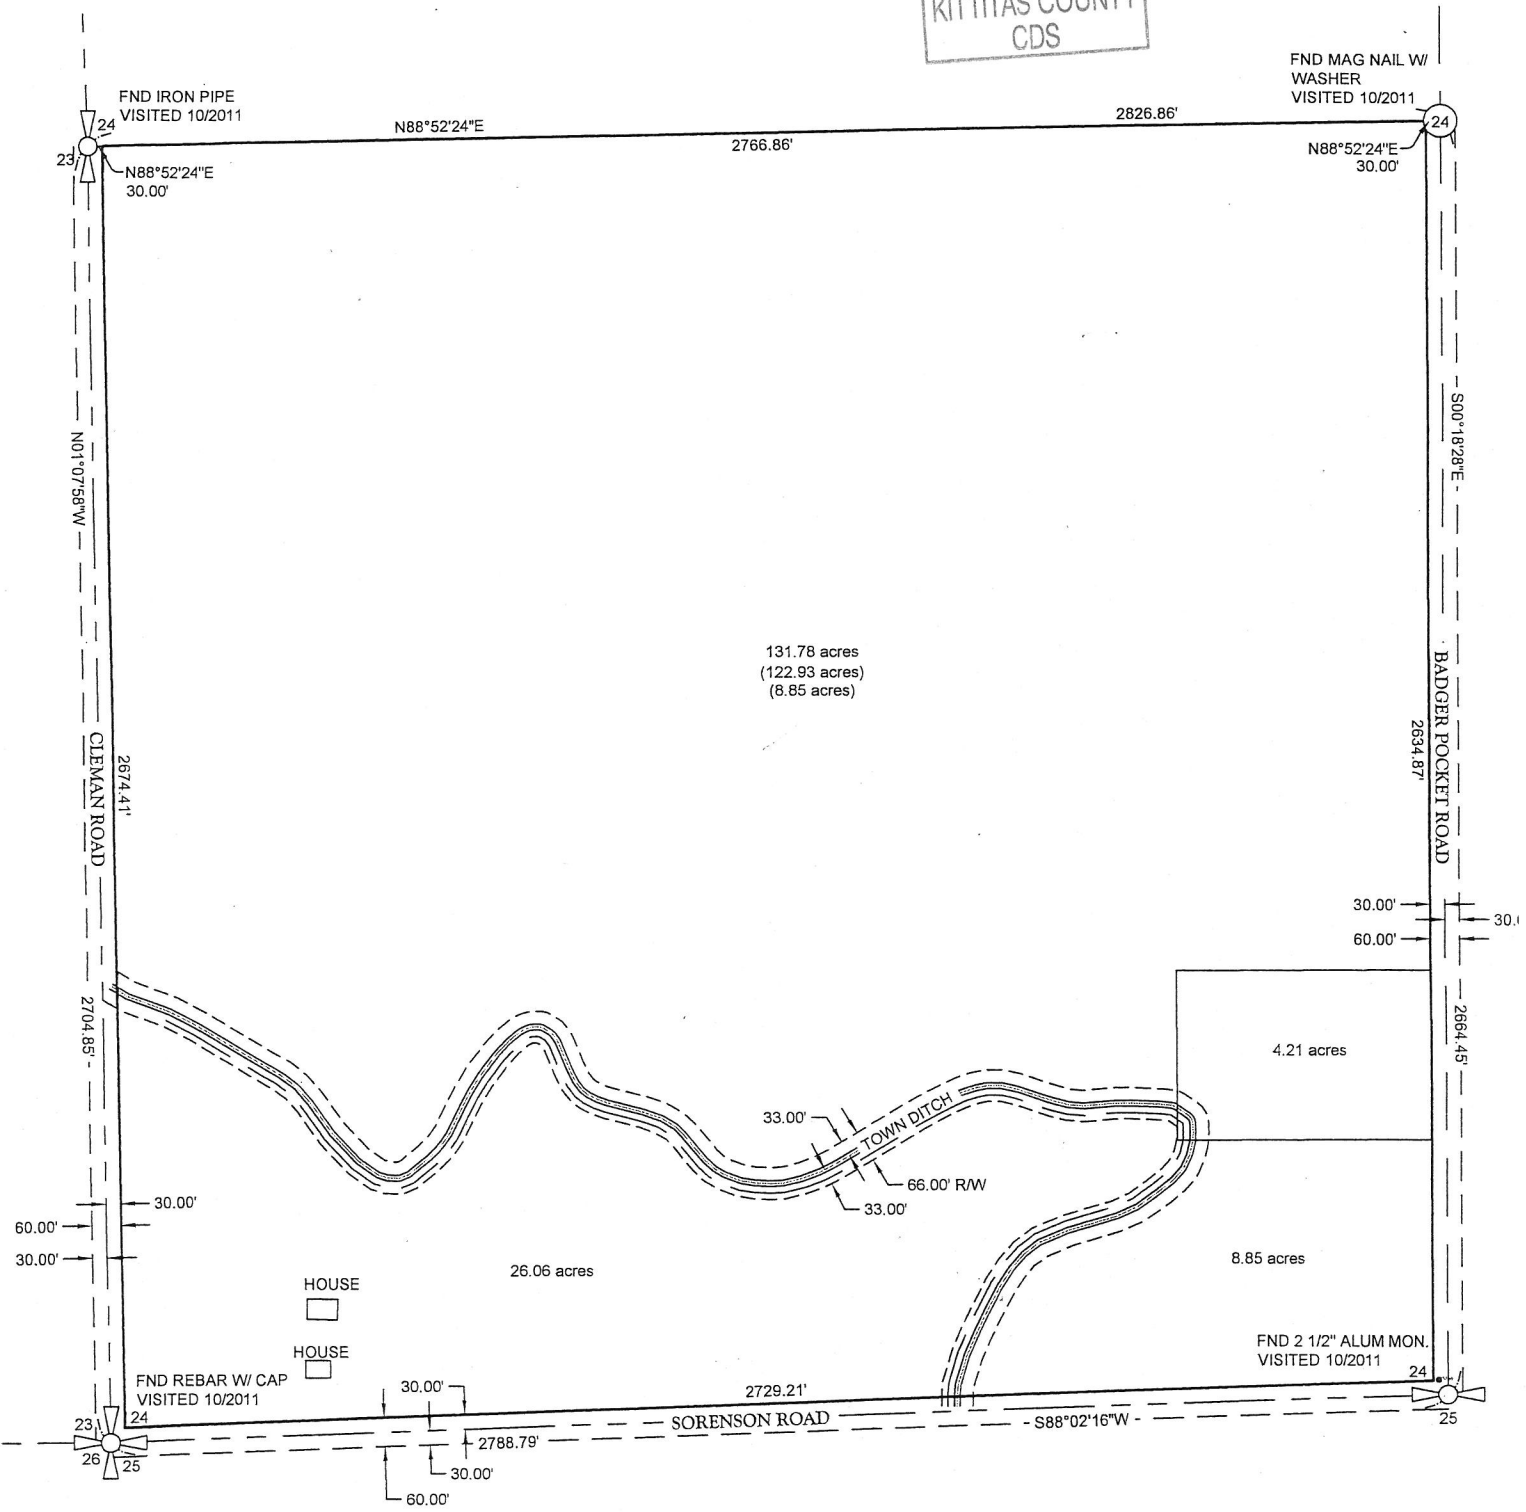 CDS
FND IRON PIPE
VISITED 10/2011
24
23
N88°52'24"E
30.00'
N88°52'24"E
2766.86'
2826.86'
FND MAG NAIL W/
WASHER
VISITED 10/2011
24
N88°52'24"E
30.00'
N01°07'58"W
S00°18'28"E
131.78 acres
(122.93 acres)
(8.85 acres)
CLEMAN ROAD
2674.41'
2634.87'
BADGER POCKET ROAD
30.00'
60.00'
2704.85'
2664.45'
4.21 acres
33.00'
TOWN DITCH
66.00' R/W
33.00'
30.00'
60.00'
30.00'
26.06 acres
8.85 acres
HOUSE
HOUSE
FND 2 1/2" ALUM MON.
VISITED 10/2011
24
25
FND REBAR W/ CAP
VISITED 10/2011
23
24
26
25
30.00'
2729.21'
SORENSON ROAD
S88°02'16"W
2788.79'
30.00'
60.00'